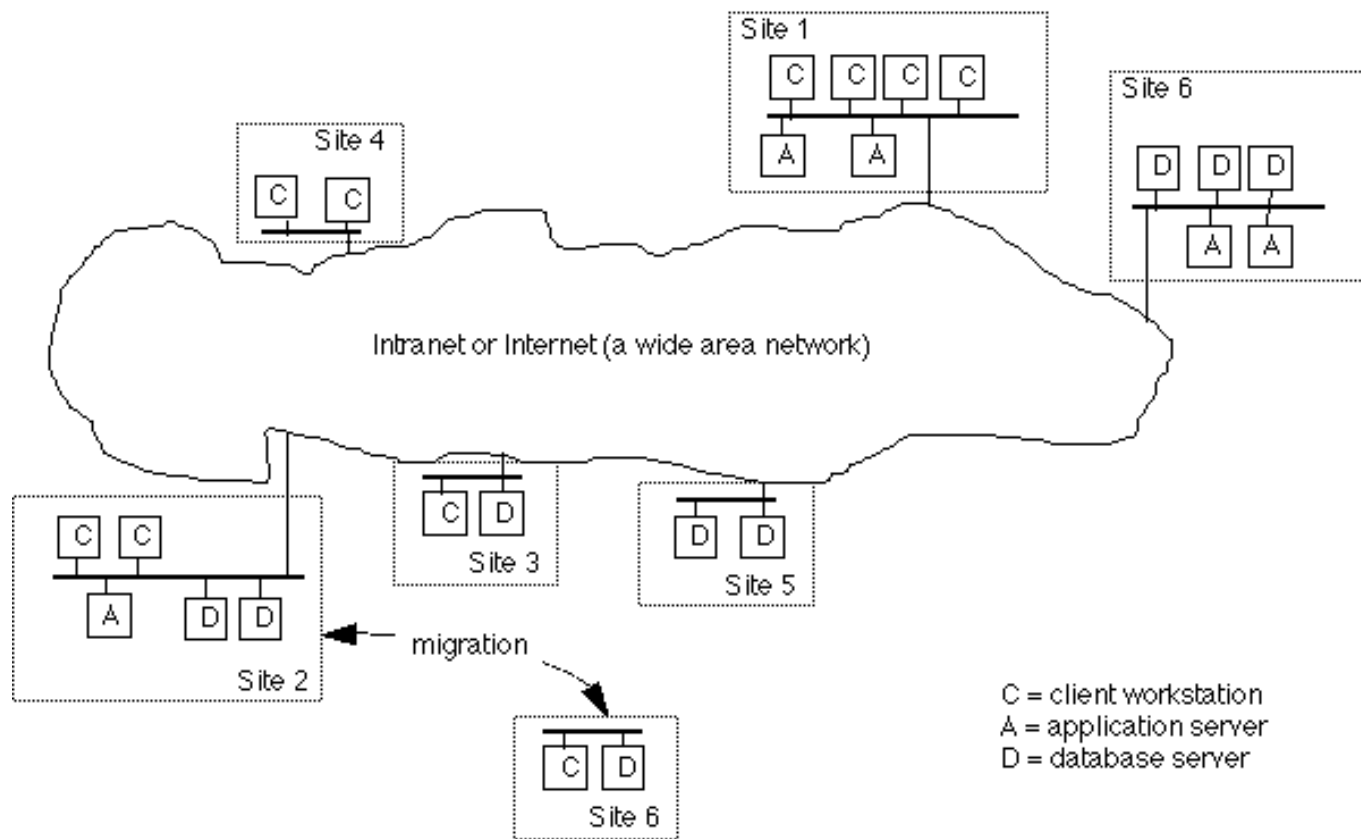 Site 1
C C C C
A A
Site 6
D D D
A A
Site 4
C C
Intranet or Internet (a wide area network)
C C
A D D
Site 2
C D
Site 3
D D
Site 5
migration
C D
Site 6
C = client workstation
A = application server
D = database server